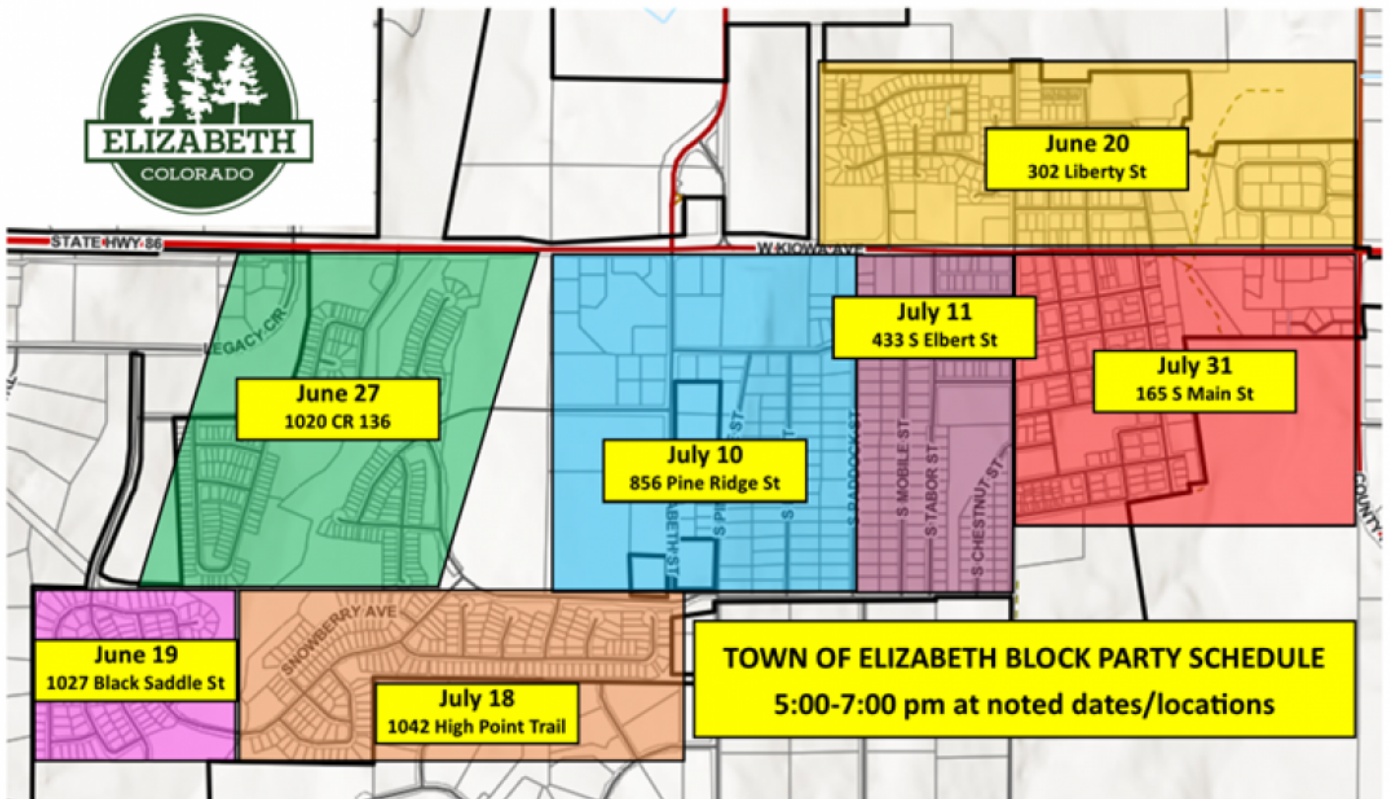 ELIZABETH
COLORADO
June 20
302 Liberty St
STATE HWY 86
W KIOWA AVE
LEGACY CIR
July 11
433 S Elbert St
June 27
1020 CR 136
July 31
165 S Main St
July 10
856 Pine Ridge St
S PADDOCK ST
S MOBILE ST
S TABOR ST
S CHESTNUT ST
COUNTY
SNOWBERRY AVE
June 19
1027 Black Saddle St
July 18
1042 High Point Trail
TOWN OF ELIZABETH BLOCK PARTY SCHEDULE
5:00-7:00 pm at noted dates/locations